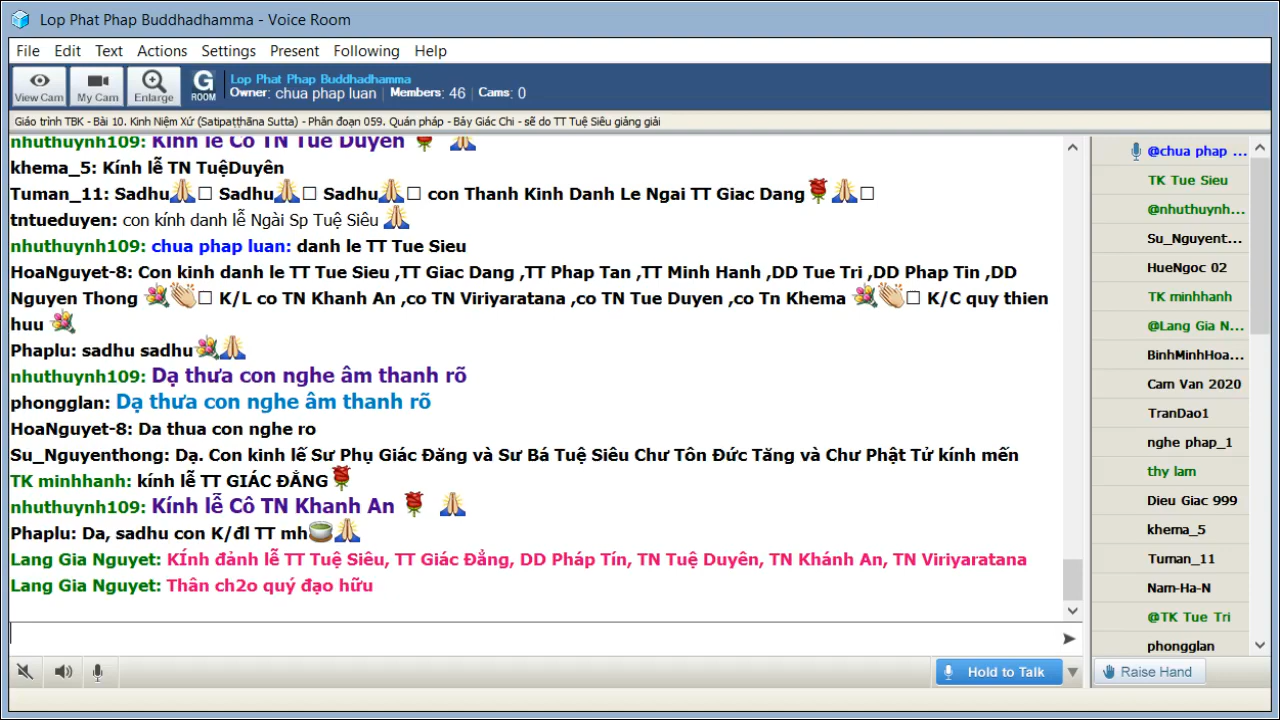 Lop Phat Phap Buddhadhamma - Voice Room
File Edit Text Actions Settings Present Following Help
View Cam My Cam Enlarge G ROOM
Lop Phat Phap Buddhadhamma
Owner: chua phap luan Members: 46 Cams: 0
Giáo trình TBK - Bài 10. Kinh Niệm Xứ (Satipaṭṭhāna Sutta) - Phân đoạn 059. Quán pháp - Bảy Giác Chi - sẽ do TT Tuệ Siêu giảng giải
nhuthuynh109: Kính lễ Cô TN Tuệ Duyên 🌹 🙏
khema_5: Kính lễ TN TuệDuyên
Tuman_11: Sadhu🙏□ Sadhu🙏□ Sadhu🙏□ con Thanh Kinh Danh Le Ngai TT Giac Dang🌹🙏□
tntueduyen: con kính danh lễ Ngài Sp Tuệ Siêu 🙏
nhuthuynh109: chua phap luan: danh le TT Tue Sieu
HoaNguyet-8: Con kinh danh le TT Tue Sieu ,TT Giac Dang ,TT Phap Tan ,TT Minh Hanh ,DD Tue Tri ,DD Phap Tin ,DD
Nguyen Thong 💐👏□ K/L co TN Khanh An ,co TN Viriyaratana ,co TN Tue Duyen ,co Tn Khema 💐👏□ K/C quy thien
huu 💐
Phaplu: sadhu sadhu💐🙏
nhuthuynh109: Dạ thưa con nghe âm thanh rõ
phongglan: Dạ thưa con nghe âm thanh rõ
HoaNguyet-8: Da thua con nghe ro
Su_Nguyenthong: Dạ. Con kinh lế Sư Phụ Giác Đăng và Sư Bá Tuệ Siêu Chư Tôn Đức Tăng và Chư Phật Tử kính mến
TK minhhanh: kính lễ TT GIÁC ĐẲNG🌹
nhuthuynh109: Kính lễ Cô TN Khanh An 🌹 🙏
Phaplu: Da, sadhu con K/đl TT mh🍵🙏
Lang Gia Nguyet: KÍnh đảnh lễ TT Tuệ Siêu, TT Giác Đẳng, DD Pháp Tín, TN Tuệ Duyên, TN Khánh An, TN Viriyaratana
Lang Gia Nguyet: Thân ch2o quý đạo hữu
Hold to Talk
@chua phap ...
TK Tue Sieu
@nhuthuynh...
Su_Nguyent...
HueNgoc 02
TK minhhanh
@Lang Gia N...
BinhMinhHoa...
Cam Van 2020
TranDao1
nghe phap_1
thy lam
Dieu Giac 999
khema_5
Tuman_11
Nam-Ha-N
@TK Tue Tri
phongglan
Raise Hand